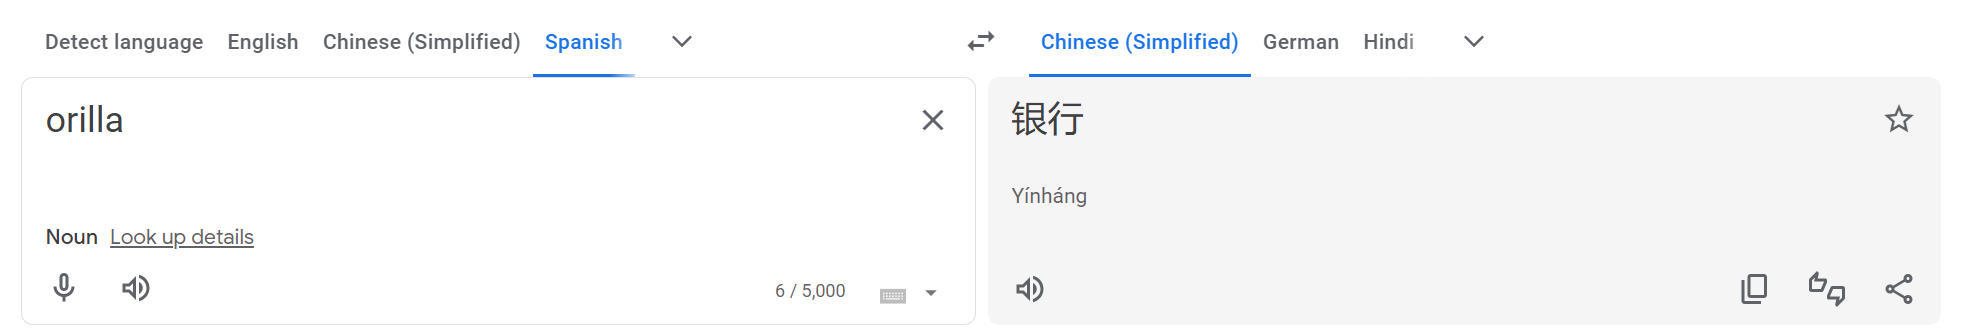 Detect language English Chinese (Simplified) Spanish
Chinese (Simplified) German Hindi
orilla
银行
Yínháng
Noun Look up details
6 / 5,000